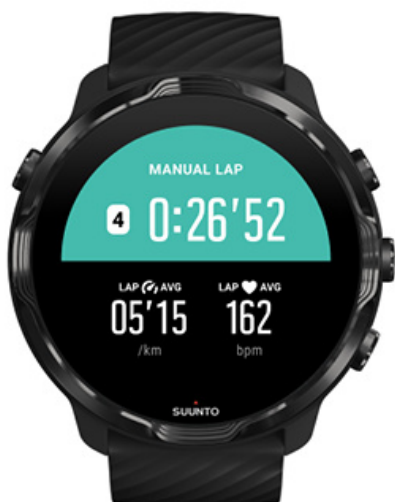 MANUAL LAP
4 0:26'52
LAP AVG LAP AVG
05'15 162
/km bpm
SUUNTO